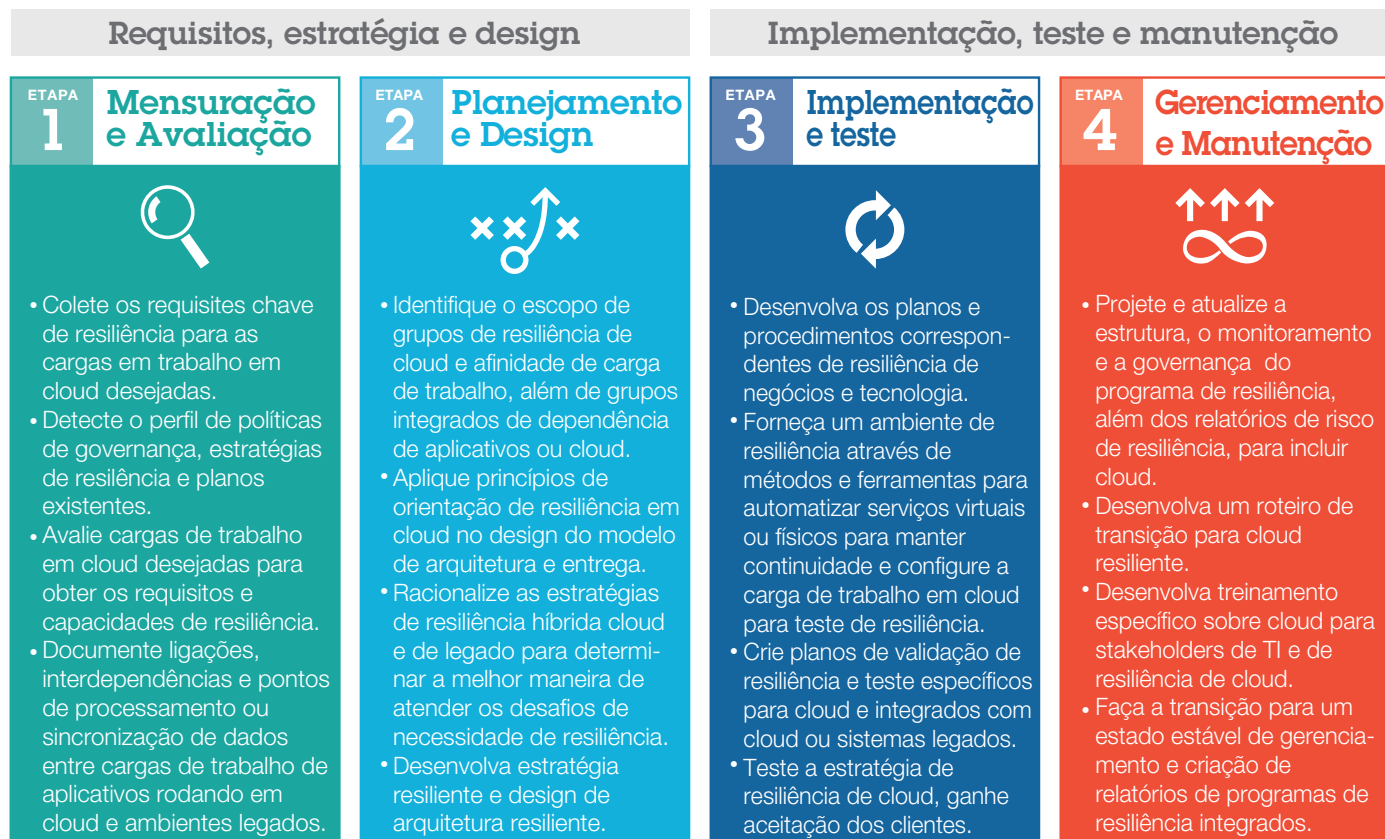 Requisitos, estratégia e design
ETAPA
1
Mensuração
e Avaliação
• Colete os requisites chave
de resiliência para as
cargas em trabalho em
cloud desejadas.
• Detecte o perfil de políticas
de governança, estratégias
de resilência e planos
existentes.
• Avalie cargas de trabalho
em cloud desejadas para
obter os requisitos e
capacidades de resiliência.
• Documente ligações,
interdependências e pontos
de processamento ou
sincronização de dados
entre cargas de trabalho de
aplicativos rodando em
cloud e ambientes legados.
ETAPA
2
Planejamento
e Design
• Identifique o escopo de
grupos de resiliência de
cloud e afinidade de carga
de trabalho, além de grupos
integrados de dependência
de aplicativos ou cloud.
• Aplique princípios de
orientação de resiliência em
cloud no design do modelo
de arquitetura e entrega.
• Racionalize as estratégias
de resiliência híbrida cloud
e de legado para determi-
nar a melhor maneira de
atender os desafios de
necessidade de resiliência.
• Desenvolva estratégia
resiliente e design de
arquitetura resiliente.
Implementação, teste e manutenção
ETAPA
3
Implementação
e teste
• Desenvolva os planos e
procedimentos correspon-
dentes de resiliência de
negócios e tecnologia.
• Forneça um ambiente de
resiliência através de
métodos e ferramentas para
automatizar serviços virtuais
ou físicos para manter
continuidade e configure a
carga de trabalho em cloud
para teste de resiliência.
• Crie planos de validação de
resiliência e teste específicos
para cloud e integrados com
cloud ou sistemas legados.
• Teste a estratégia de
resiliência de cloud, ganhe
aceitação dos clientes.
ETAPA
4
Gerenciamento
e Manutenção
• Projete e atualize a
estrutura, o monitoramento
e a governança do
programa de resiliência,
além dos relatórios de risco
de resiliência, para incluir
cloud.
• Desenvolva um roteiro de
transição para cloud
resiliente.
• Desenvolva treinamento
específico sobre cloud para
stakeholders de TI e de
resiliência de cloud.
• Faça a transição para um
estado estável de gerencia-
mento e criação de
relatórios de programas de
resiliência integrados.